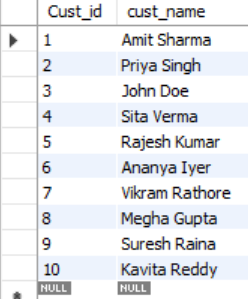 Cust_id cust_name
1 Amit Sharma
2 Priya Singh
3 John Doe
4 Sita Verma
5 Rajesh Kumar
6 Ananya Iyer
7 Vikram Rathore
8 Megha Gupta
9 Suresh Raina
10 Kavita Reddy
NULL NULL